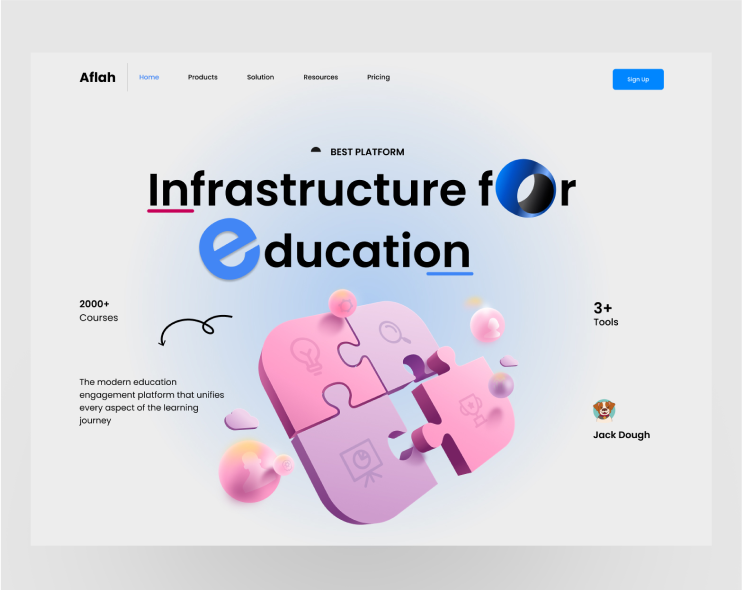 Aflah
Home
Products
Solution
Resources
Pricing
Sign Up
BEST PLATFORM
Infrastructure for
education
2000+
Courses
3+
Tools
The modern education
engagement platform that unifies
every aspect of the learning
journey
Jack Dough